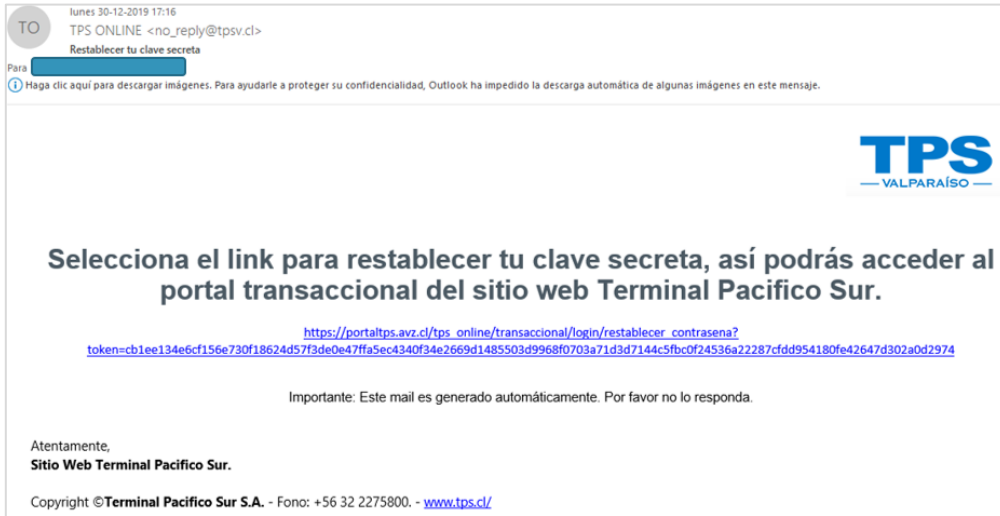 lunes 30-12-2019 17:16
TO
TPS ONLINE <no_reply@tpsv.cl>
Restablecer tu clave secreta
Para
Haga clic aquí para descargar imágenes. Para ayudarle a proteger su confidencialidad, Outlook ha impedido la descarga automática de algunas imágenes en este mensaje.
TPS
VALPARAÍSO
Selecciona el link para restablecer tu clave secreta, así podrás acceder al
portal transaccional del sitio web Terminal Pacifico Sur.
https://portaltps.avz.cl/tps_online/transaccional/login/restablecer_contrasena?
token=cb1ee134e6cf156e730f18624d57f3de0e47ffa5ec4340f34e2669d1485503d9968f0703a71d3d7144c5fbc0f24536a22287cfdd954180fe42647d302a0d2974
Importante: Este mail es generado automáticamente. Por favor no lo responda.
Atentamente,
Sitio Web Terminal Pacifico Sur.
Copyright ©Terminal Pacifico Sur S.A. - Fono: +56 32 2275800. - www.tps.cl/